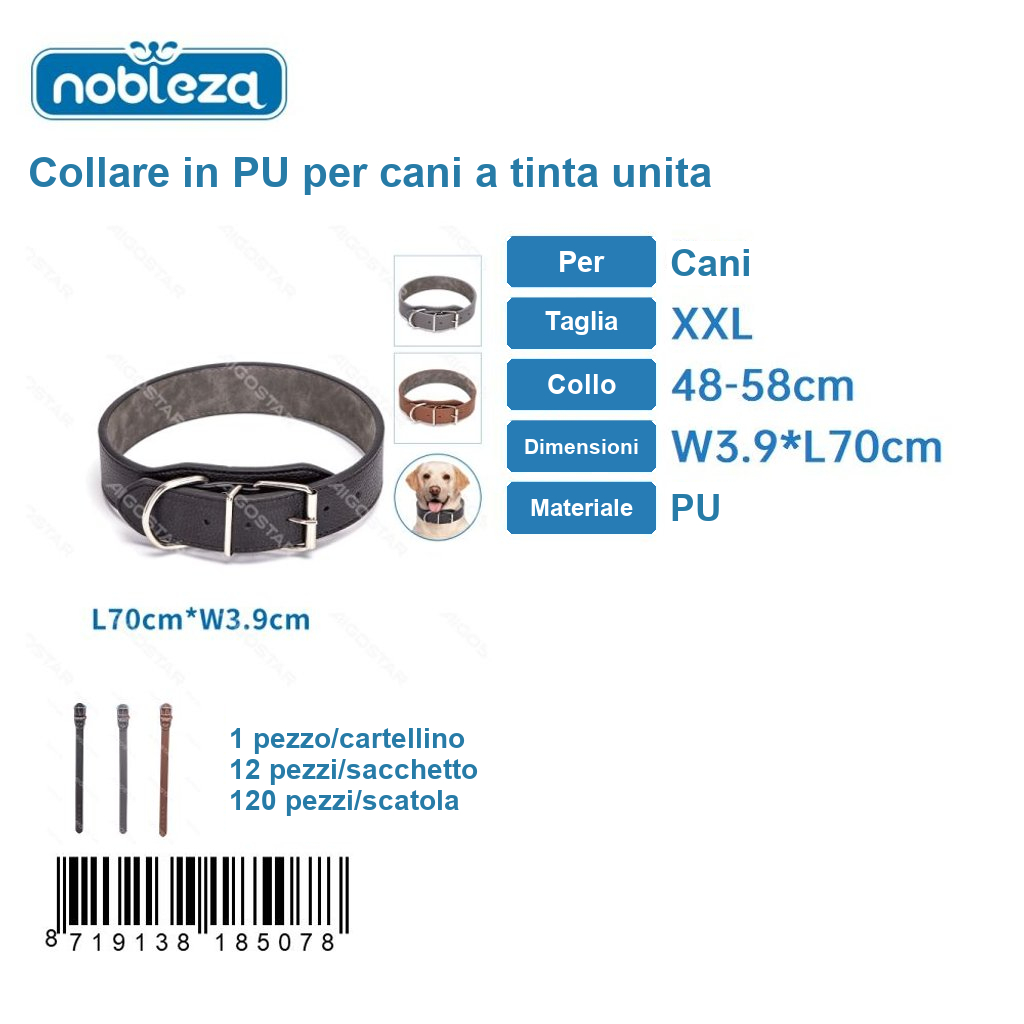 nobleza
Collare in PU per cani a tinta unita
Per Cani
Taglia XXL
Collo 48-58cm
Dimensioni W3.9*L70cm
Materiale PU
AIGOSTAR
L70cm*W3.9cm
1 pezzo/cartellino
12 pezzi/sacchetto
120 pezzi/scatola
8 719138 185078